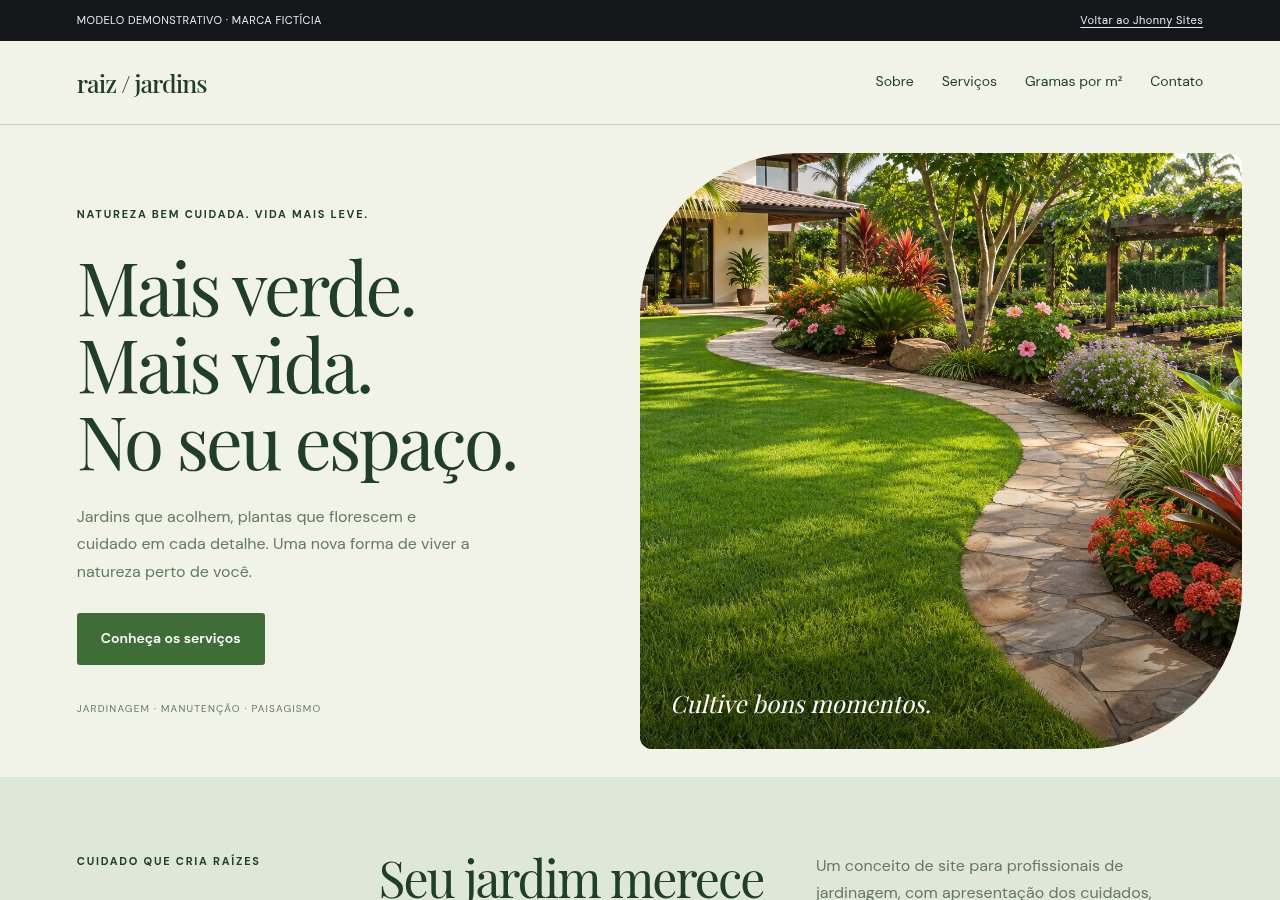 MODELO DEMONSTRATIVO · MARCA FICTÍCIA
Voltar ao Jhonny Sites
raiz / jardins
Sobre
Serviços
Gramas por m²
Contato
NATUREZA BEM CUIDADA. VIDA MAIS LEVE.
Mais verde.
Mais vida.
No seu espaço.
Jardins que acolhem, plantas que florescem e
cuidado em cada detalhe. Uma nova forma de viver a
natureza perto de você.
Conheça os serviços
JARDINAGEM · MANUTENÇÃO · PAISAGISMO
Cultive bons momentos.
CUIDADO QUE CRIA RAÍZES
Seu jardim merece
Um conceito de site para profissionais de
jardinagem, com apresentação dos cuidados,